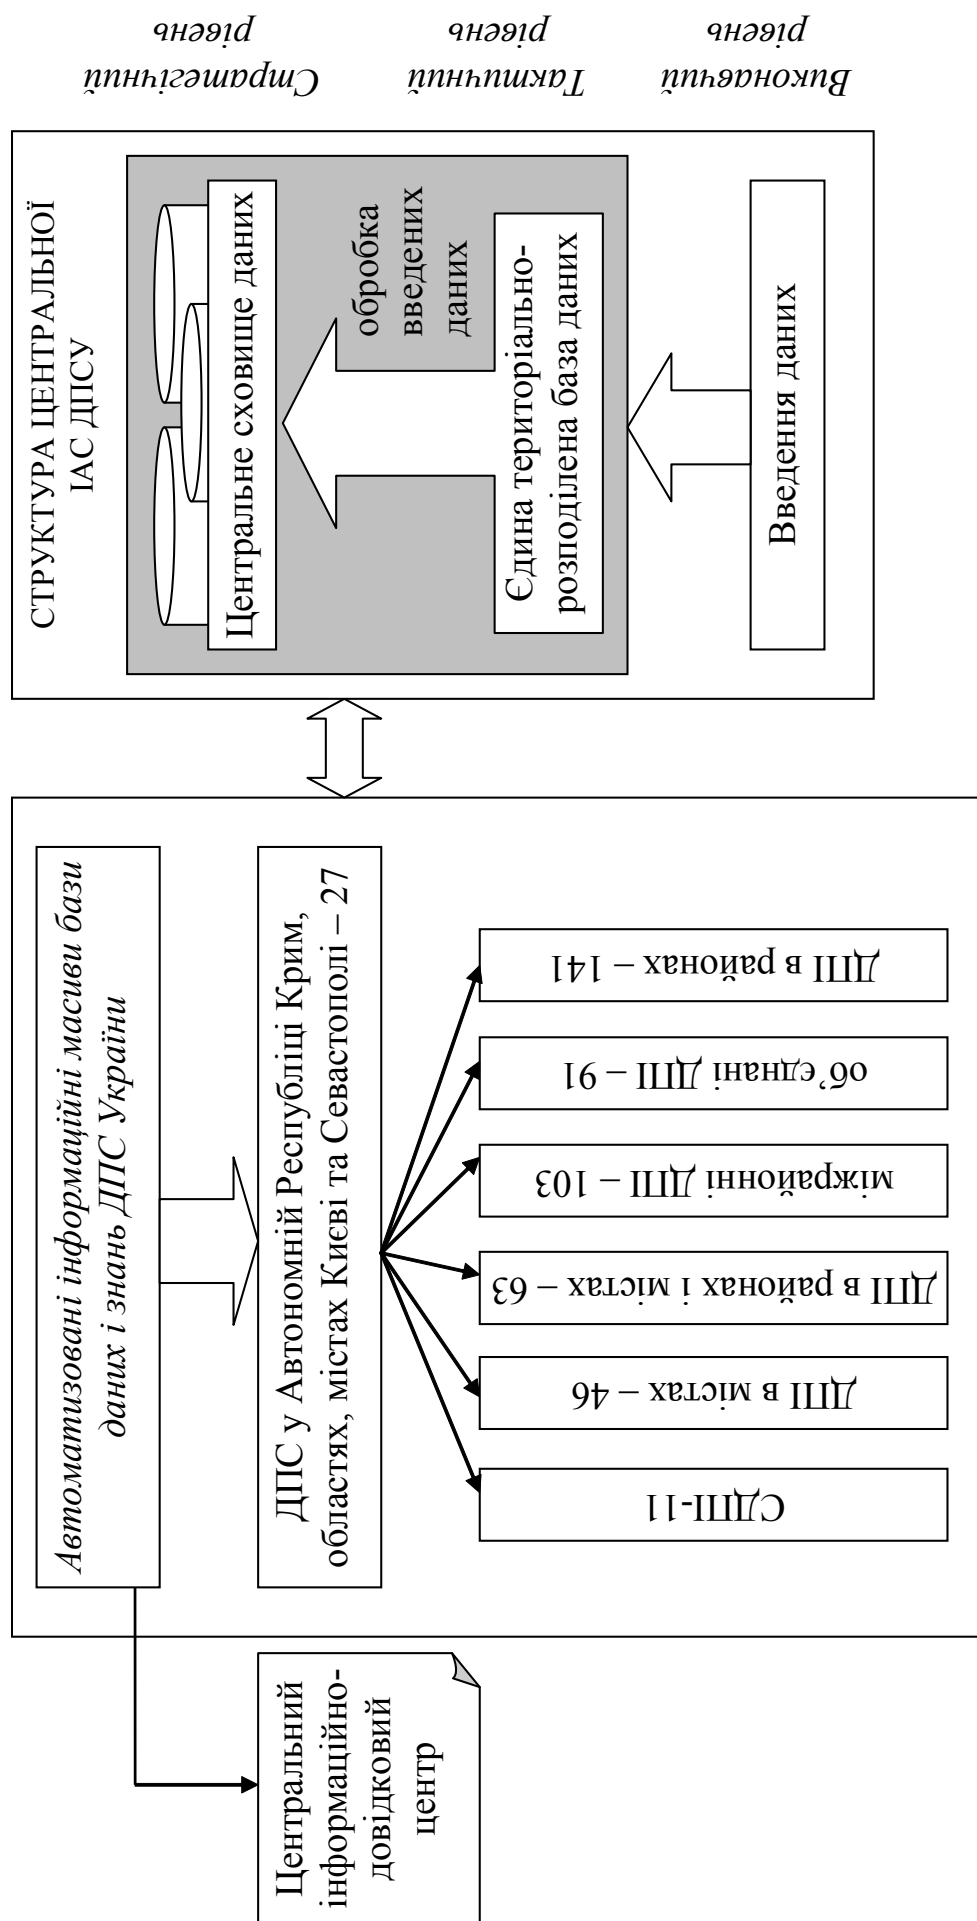 Центральний
інформаційно-
довідковий
центр
Автоматизовані інформаційні масиви бази
даних і знань ДПС України
ДПС у Автономній Республіці Крим,
областях, містах Києві та Севастополі – 27
СДПІ-11
ДПІ в містах – 46
ДПІ в районах і містах – 63
міжрайонні ДПІ – 103
об’єднані ДПІ – 91
ДПІ в районах – 141
СТРУКТУРА ЦЕНТРАЛЬНОЇ
ІАС ДПСУ
Центральне сховище даних
обробка
введених
даних
Єдина територіально-
розподілена база даних
Введення даних
Стратегічний
рівень
Тактичний
рівень
Виконавчий
рівень